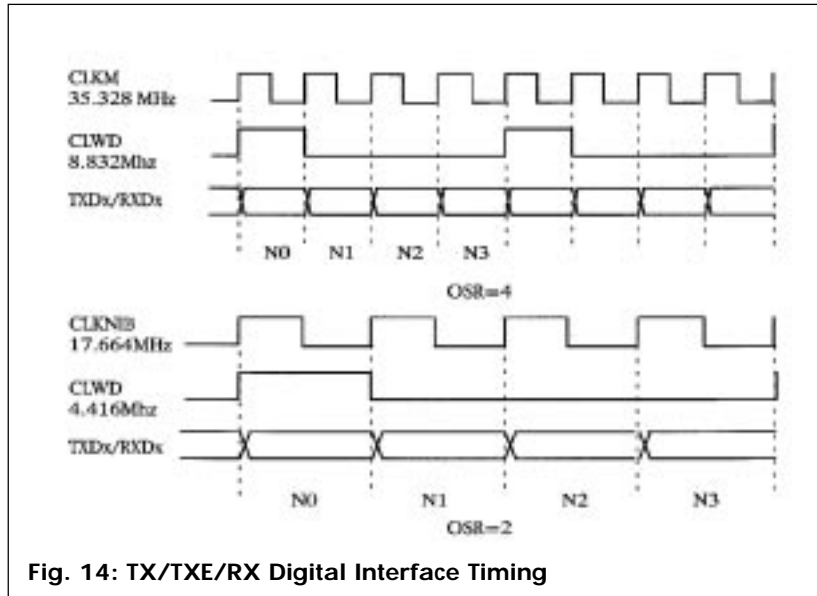 CLKM
35.328 MHz
CLWD
8.832Mhz
TXDx/RXDx
N0 N1 N2 N3
OSR=4
CLKNIB
17.664MHz
CLWD
4.416Mhz
TXDx/RXDx
N0 N1 N2 N3
OSR=2
Fig. 14: TX/TXE/RX Digital Interface Timing